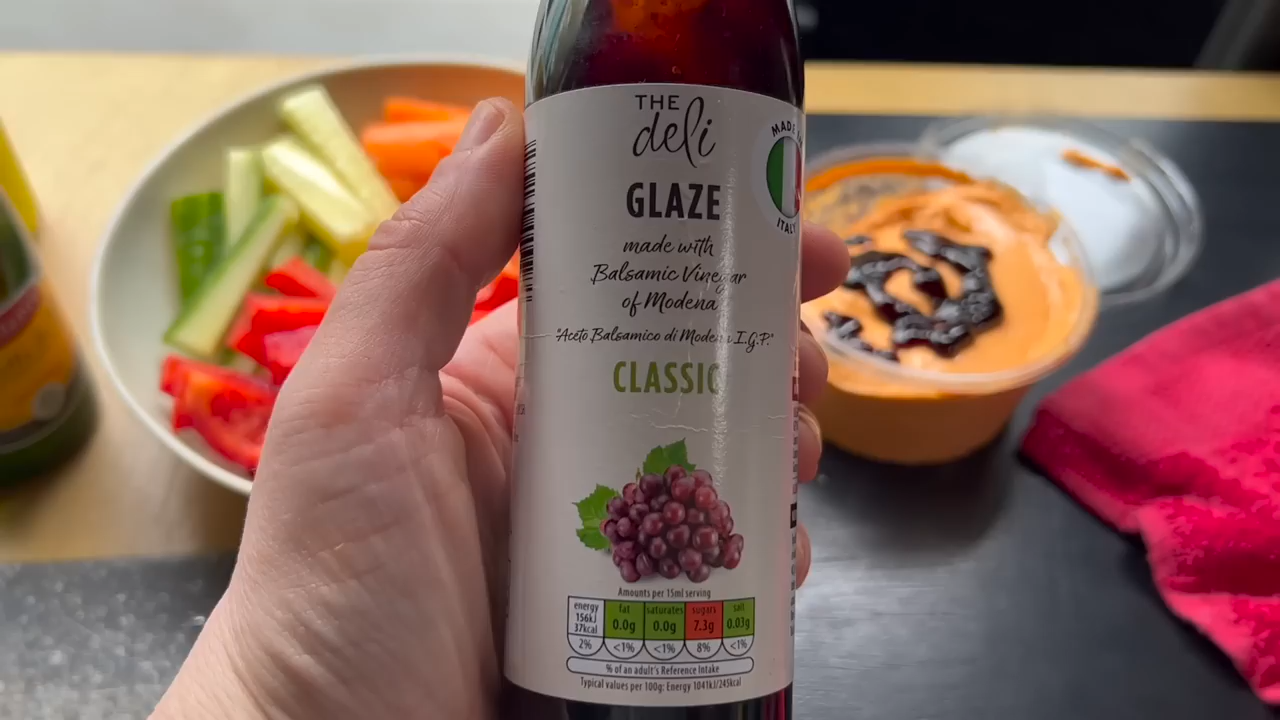 THE
deli
MADE IN
ITALY
GLAZE
made with
Balsamic Vinegar
of Modena
"Aceto Balsamico di Modena I.G.P."
CLASSIC
Amounts per 15ml serving
energy fat saturates sugars salt
156kJ
37kcal 0.0g 0.0g 7.3g 0.03g
2% <1% <1% 8% <1%
% of an adult's Reference Intake
Typical values per 100g: Energy 1041kJ/245kcal